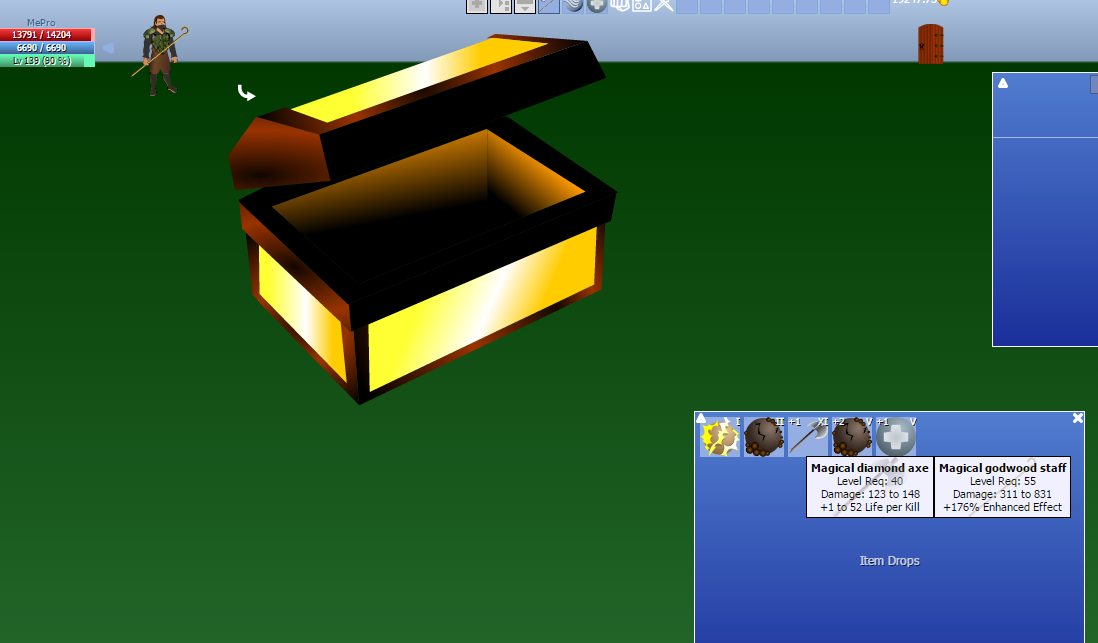 MePro
13791 / 14204
6690 / 6690
Lv 139 (90 %)
I
II
+1 XI
+2 V
+1 V
Magical diamond axe
Level Req: 40
Damage: 123 to 148
+1 to 52 Life per Kill
Magical godwood staff
Level Req: 55
Damage: 311 to 831
+176% Enhanced Effect
Item Drops